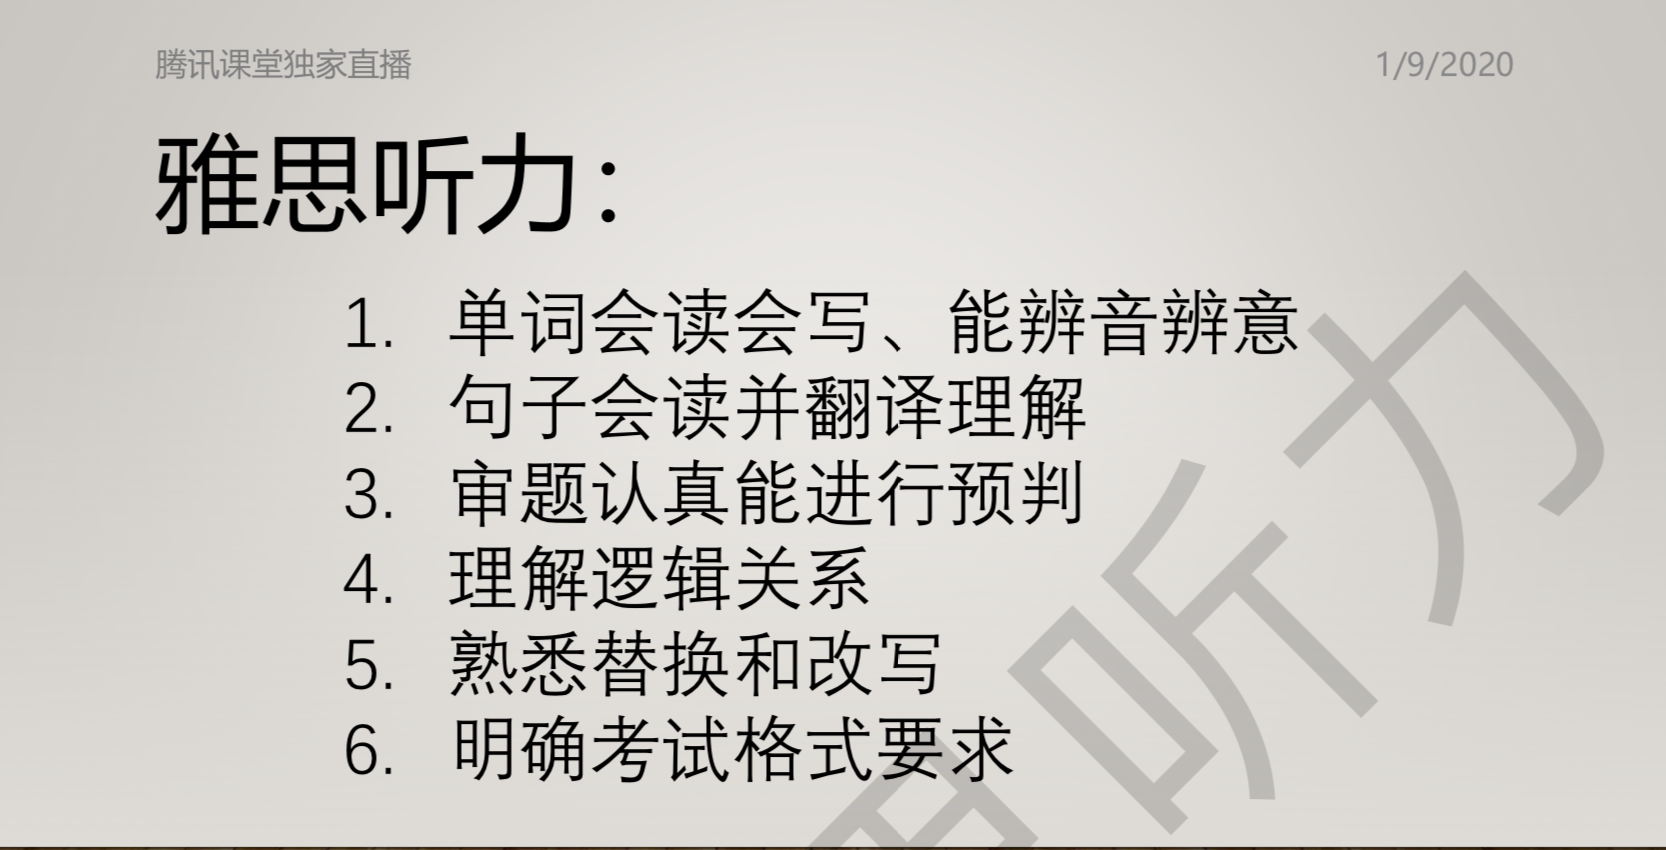 腾讯课堂独家直播
1/9/2020
雅思听力：
1. 单词会读会写、能辨音辨意
2. 句子会读并翻译理解
3. 审题认真能进行预判
4. 理解逻辑关系
5. 熟悉替换和改写
6. 明确考试格式要求
听力